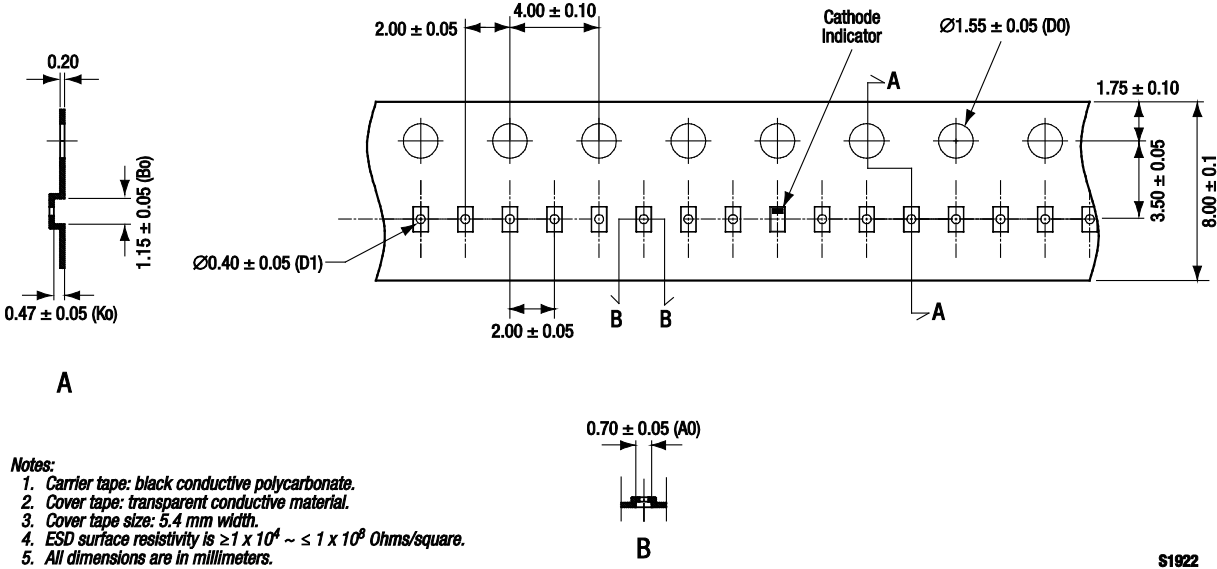 4.00 ± 0.10
2.00 ± 0.05
Cathode
Indicator
Ø1.55 ± 0.05 (D0)
0.20
A
1.75 ± 0.10
1.15 ± 0.05 (Bo)
3.50 ± 0.05
8.00 ± 0.1
Ø0.40 ± 0.05 (D1)
0.47 ± 0.05 (Ko)
2.00 ± 0.05
B
B
A
A
0.70 ± 0.05 (A0)
B
Notes:
1. Carrier tape: black conductive polycarbonate.
2. Cover tape: transparent conductive material.
3. Cover tape size: 5.4 mm width.
4. ESD surface resistivity is ≥1 x 10⁴ ~ ≤ 1 x 10⁸ Ohms/square.
5. All dimensions are in millimeters.
S1922